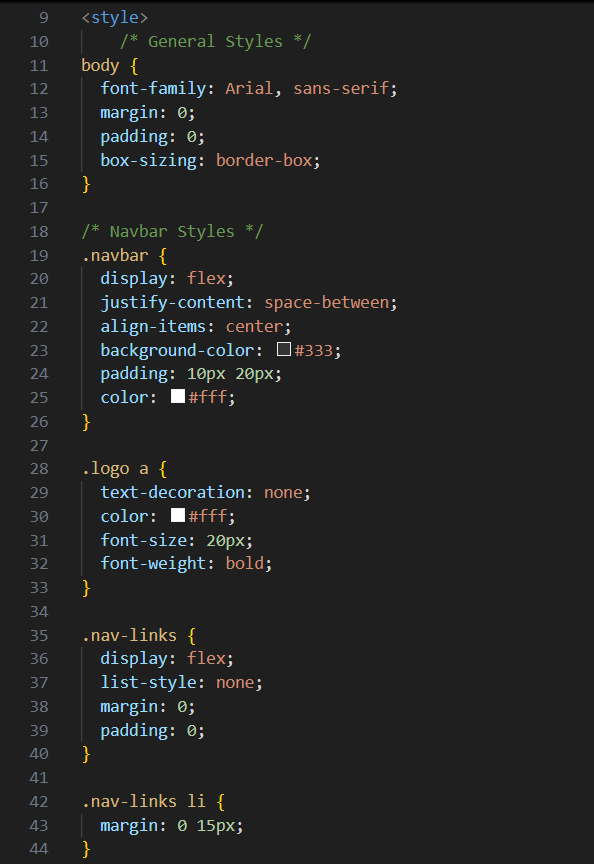 9 <style>
10 /* General Styles */
11 body {
12 font-family: Arial, sans-serif;
13 margin: 0;
14 padding: 0;
15 box-sizing: border-box;
16 }
17
18 /* Navbar Styles */
19 .navbar {
20 display: flex;
21 justify-content: space-between;
22 align-items: center;
23 background-color: #333;
24 padding: 10px 20px;
25 color: #fff;
26 }
27
28 .logo a {
29 text-decoration: none;
30 color: #fff;
31 font-size: 20px;
32 font-weight: bold;
33 }
34
35 .nav-links {
36 display: flex;
37 list-style: none;
38 margin: 0;
39 padding: 0;
40 }
41
42 .nav-links li {
43 margin: 0 15px;
44 }